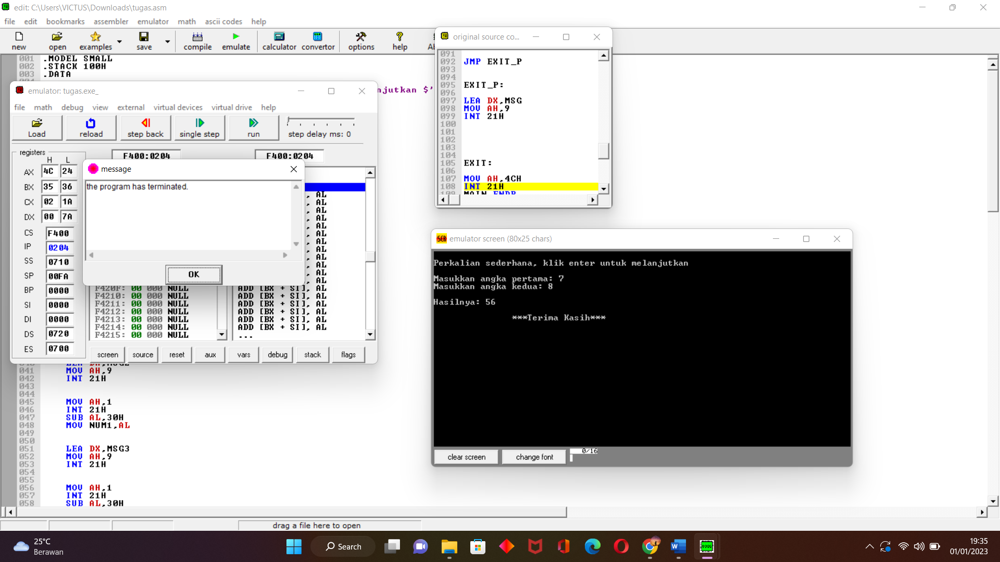 edit: C:\Users\VICTUS\Downloads\tugas.asm
file edit bookmarks assembler emulator math ascii codes help
new open examples save compile emulate calculator convertor options help
001 .MODEL SMALL
002 .STACK 100H
003 .DATA
njutkan $'
emulator: tugas.exe_
file math debug view external virtual devices virtual drive help
Load reload step back single step run step delay ms: 0
registers F400:0204 F400:0204
H L
AX 4C 24
BX 35 36
CX 02 1A
DX 00 7A
CS F400
IP 0204
SS 0710
SP 00FA
BP 0000
SI 0000
DI 0000
DS 0720
ES 0700
message
the program has terminated.
OK
, AL
, AL
, AL
, AL
, AL
, AL
, AL
, AL
, AL
, AL
, AL
, AL
F420F: 00 000 NULL ADD [BX + SI], AL
F4210: 00 000 NULL ADD [BX + SI], AL
F4211: 00 000 NULL ADD [BX + SI], AL
F4212: 00 000 NULL ADD [BX + SI], AL
F4213: 00 000 NULL ADD [BX + SI], AL
F4214: 00 000 NULL ADD [BX + SI], AL
F4215: 00 000 NULL ...
screen source reset aux vars debug stack flags
041 MOV AH,9
042 INT 21H
043
044
045 MOV AH,1
046 INT 21H
047 SUB AL,30H
048 MOV NUM1,AL
049
050
051 LEA DX,MSG3
052 MOV AH,9
053 INT 21H
054
055
056 MOV AH,1
057 INT 21H
058 SUB AL,30H
drag a file here to open
original source co...
091
092 JMP EXIT_P
093
094
095 EXIT_P:
096
097 LEA DX,MSG
098 MOV AH,9
099 INT 21H
100
101
102
103
104
105 EXIT:
106
107 MOV AH,4CH
108 INT 21H
109 MAIN ENDP
emulator screen (80x25 chars)
Perkalian sederhana, klik enter untuk melanjutkan
Masukkan angka pertama: 7
Masukkan angka kedua: 8
Hasilnya: 56
***Terima Kasih***
clear screen change font 0/16
25°C
Berawan
Search
19:35
01/01/2023